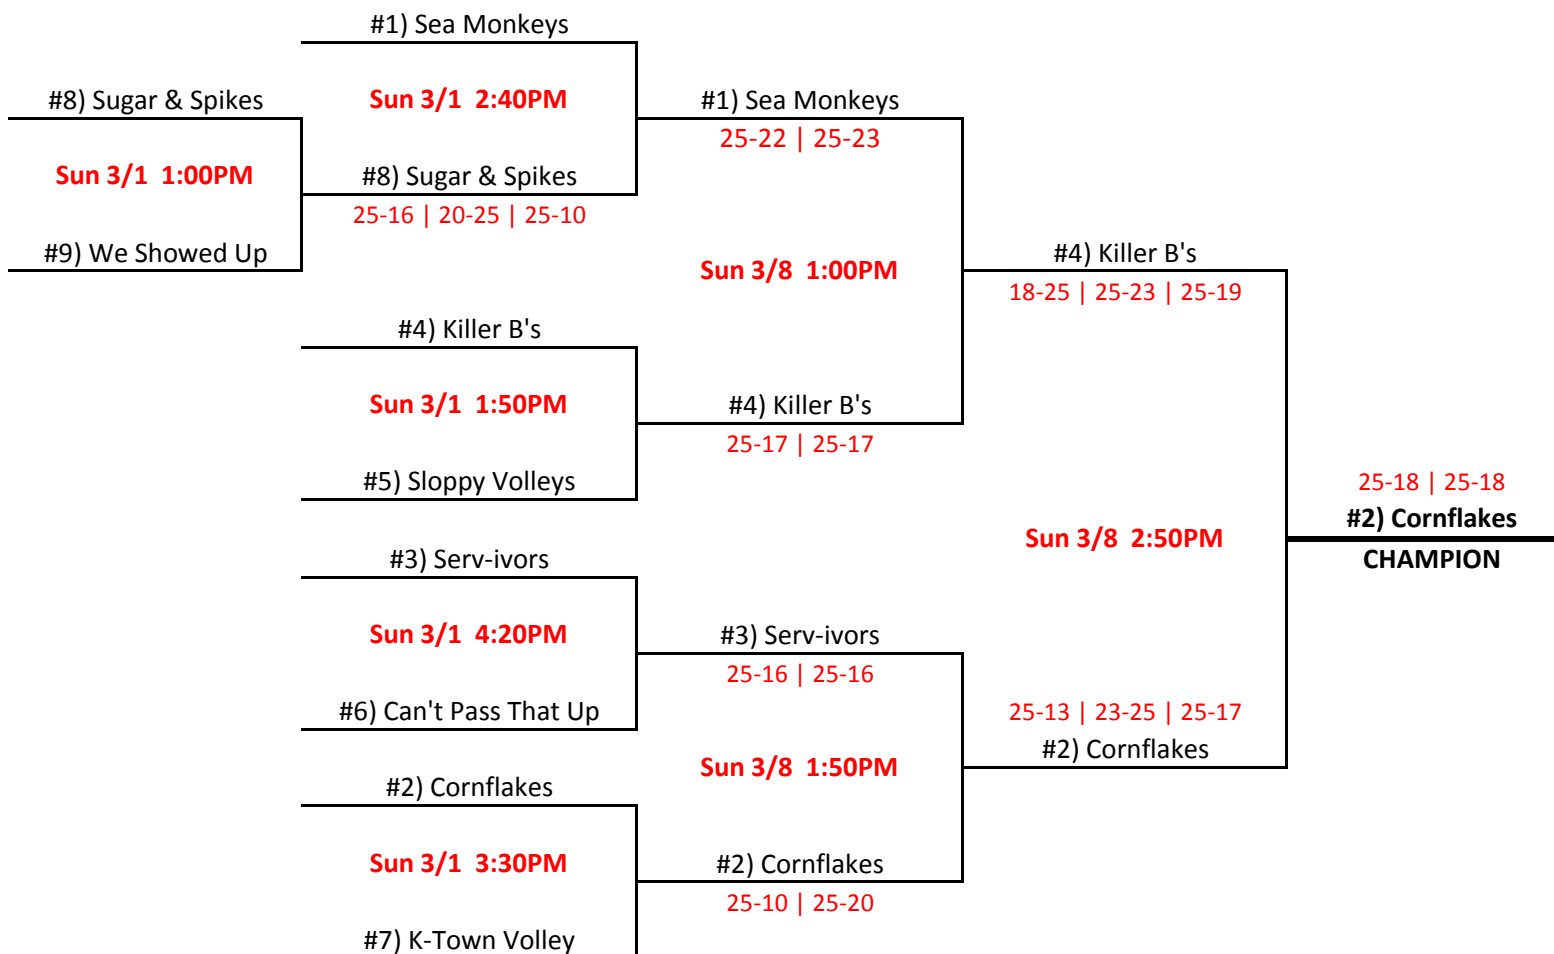 #1) Sea Monkeys
#8) Sugar & Spikes
Sun 3/1 2:40PM
#1) Sea Monkeys
25-22 | 25-23
Sun 3/1 1:00PM
#8) Sugar & Spikes
25-16 | 20-25 | 25-10
#9) We Showed Up
Sun 3/8 1:00PM
#4) Killer B's
18-25 | 25-23 | 25-19
#4) Killer B's
Sun 3/1 1:50PM
#4) Killer B's
25-17 | 25-17
#5) Sloppy Volleys
25-18 | 25-18
#2) Cornflakes
CHAMPION
Sun 3/8 2:50PM
#3) Serv-ivors
Sun 3/1 4:20PM
#3) Serv-ivors
25-16 | 25-16
#6) Can't Pass That Up
25-13 | 23-25 | 25-17
#2) Cornflakes
Sun 3/8 1:50PM
#2) Cornflakes
Sun 3/1 3:30PM
#2) Cornflakes
25-10 | 25-20
#7) K-Town Volley